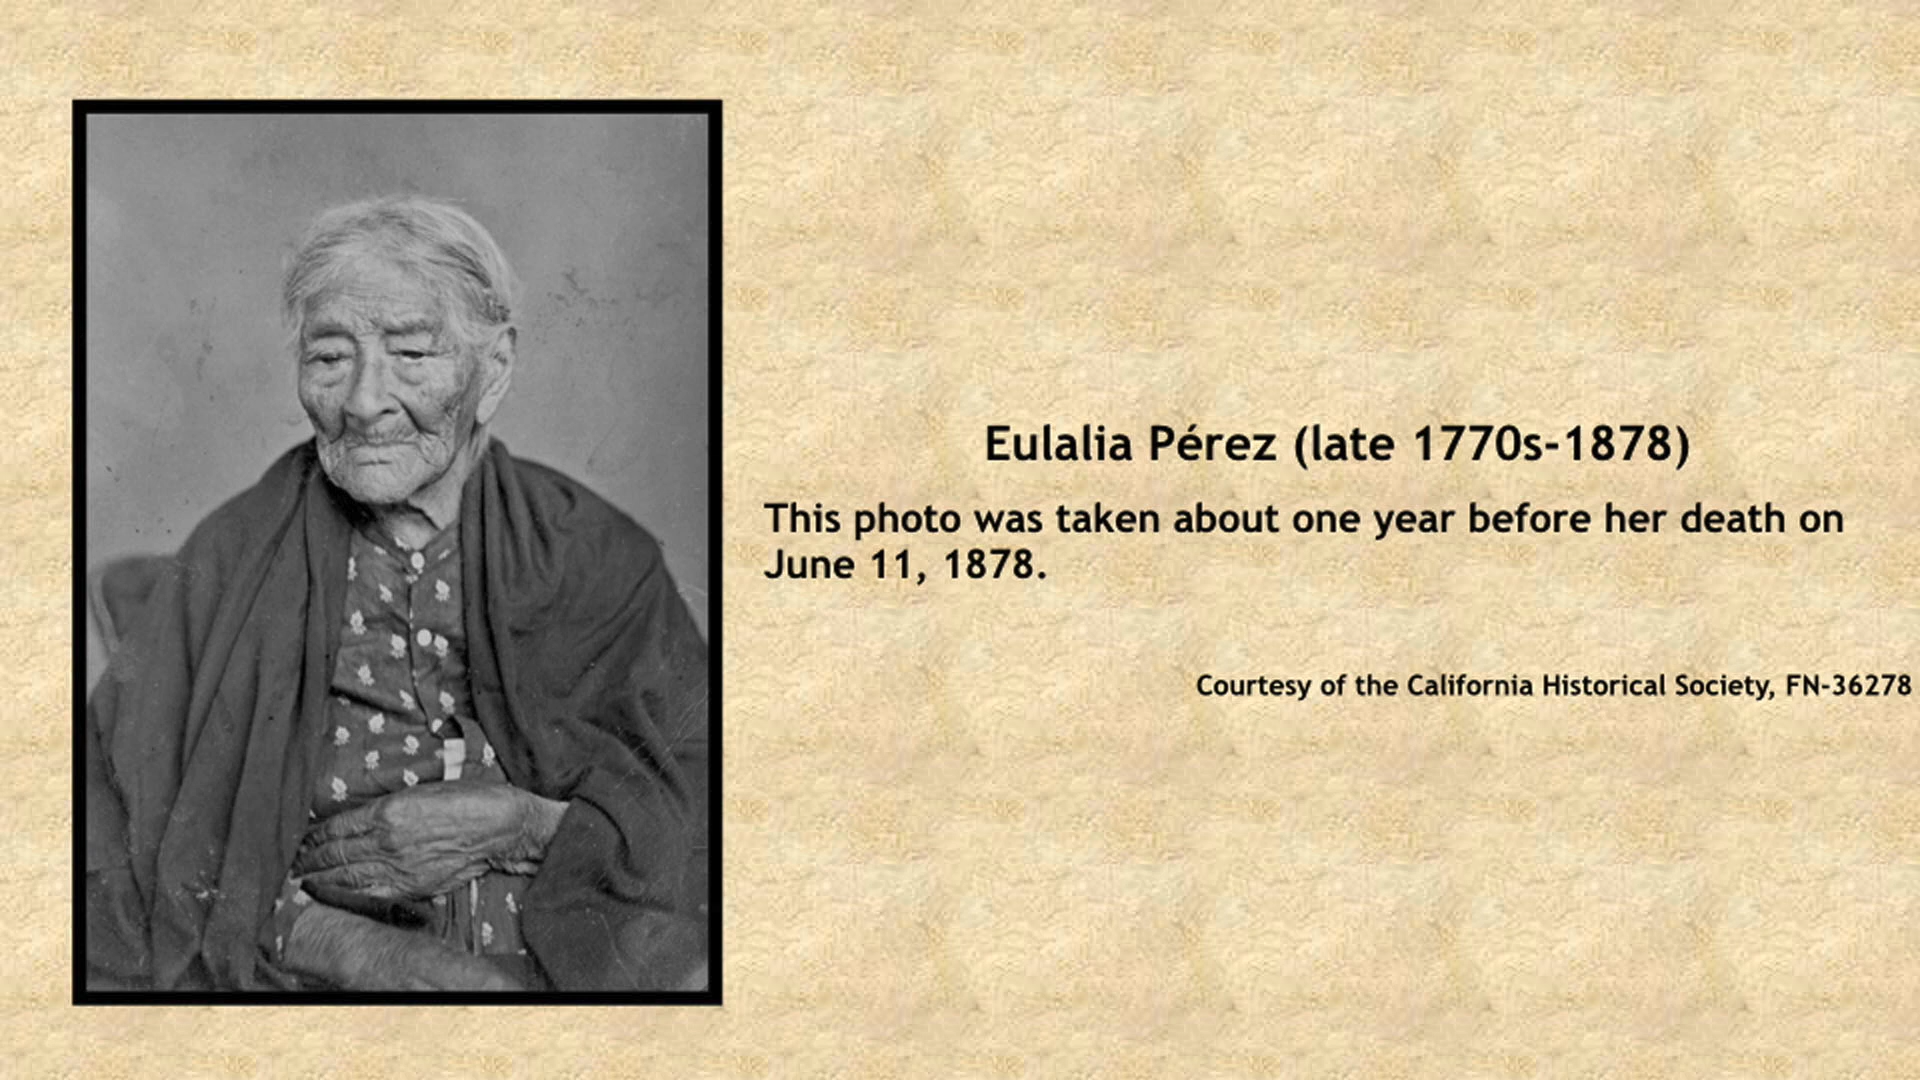 Eulalia Pérez (late 1770s-1878)
This photo was taken about one year before her death on
June 11, 1878.
Courtesy of the California Historical Society, FN-36278